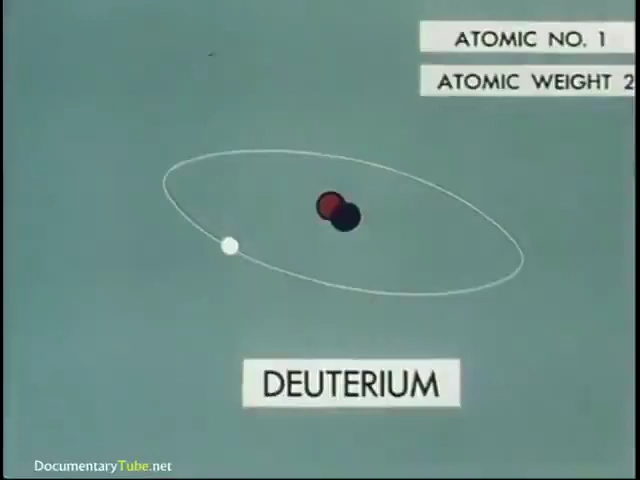 ATOMIC NO. 1
ATOMIC WEIGHT 2
DEUTERIUM
DocumentaryTube.net